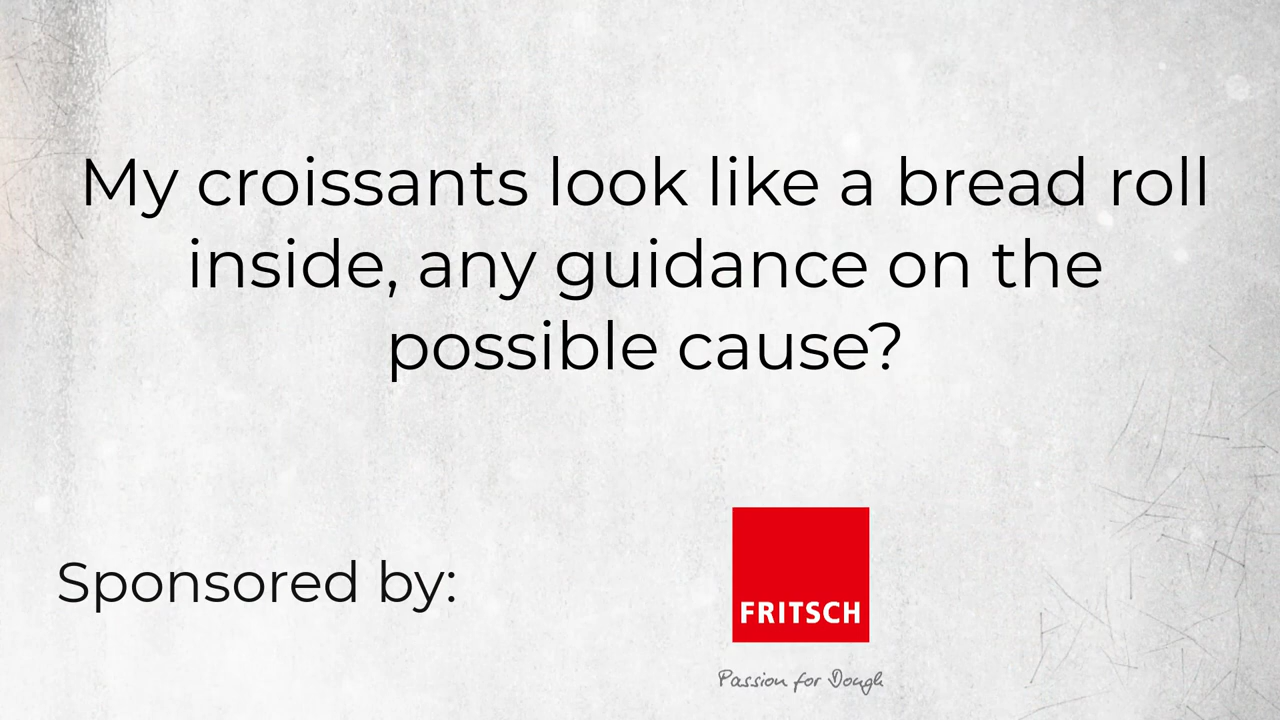 My croissants look like a bread roll
inside, any guidance on the
possible cause?
Sponsored by:
FRITSCH
Passion for Dough